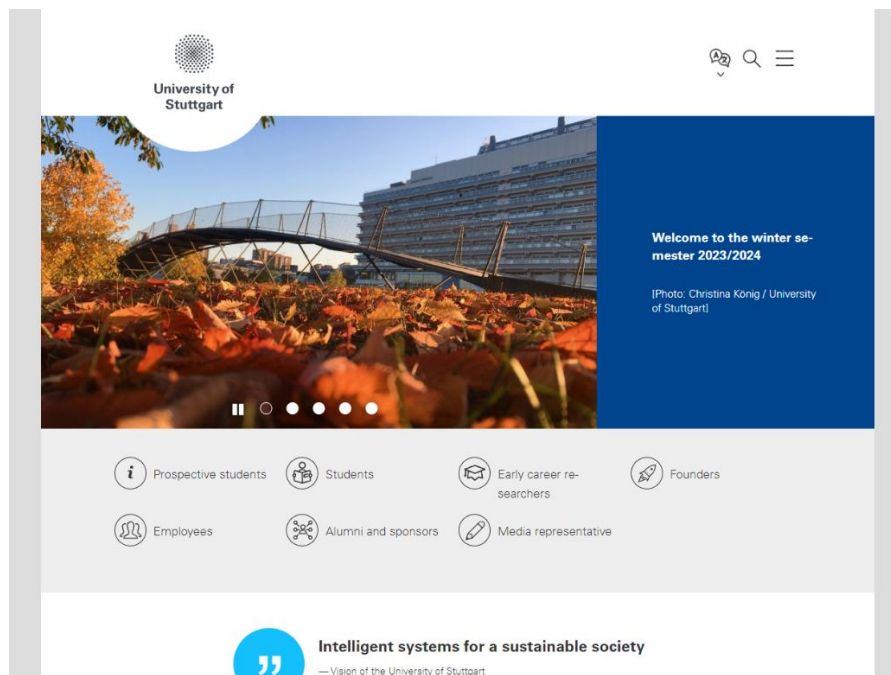 University of
Stuttgart
Welcome to the winter se-
mester 2023/2024
[Photo: Christina König / University
of Stuttgart]
Prospective students
Students
Early career re-
searchers
Founders
Employees
Alumni and sponsors
Media representative
Intelligent systems for a sustainable society
— Vision of the University of Stuttgart